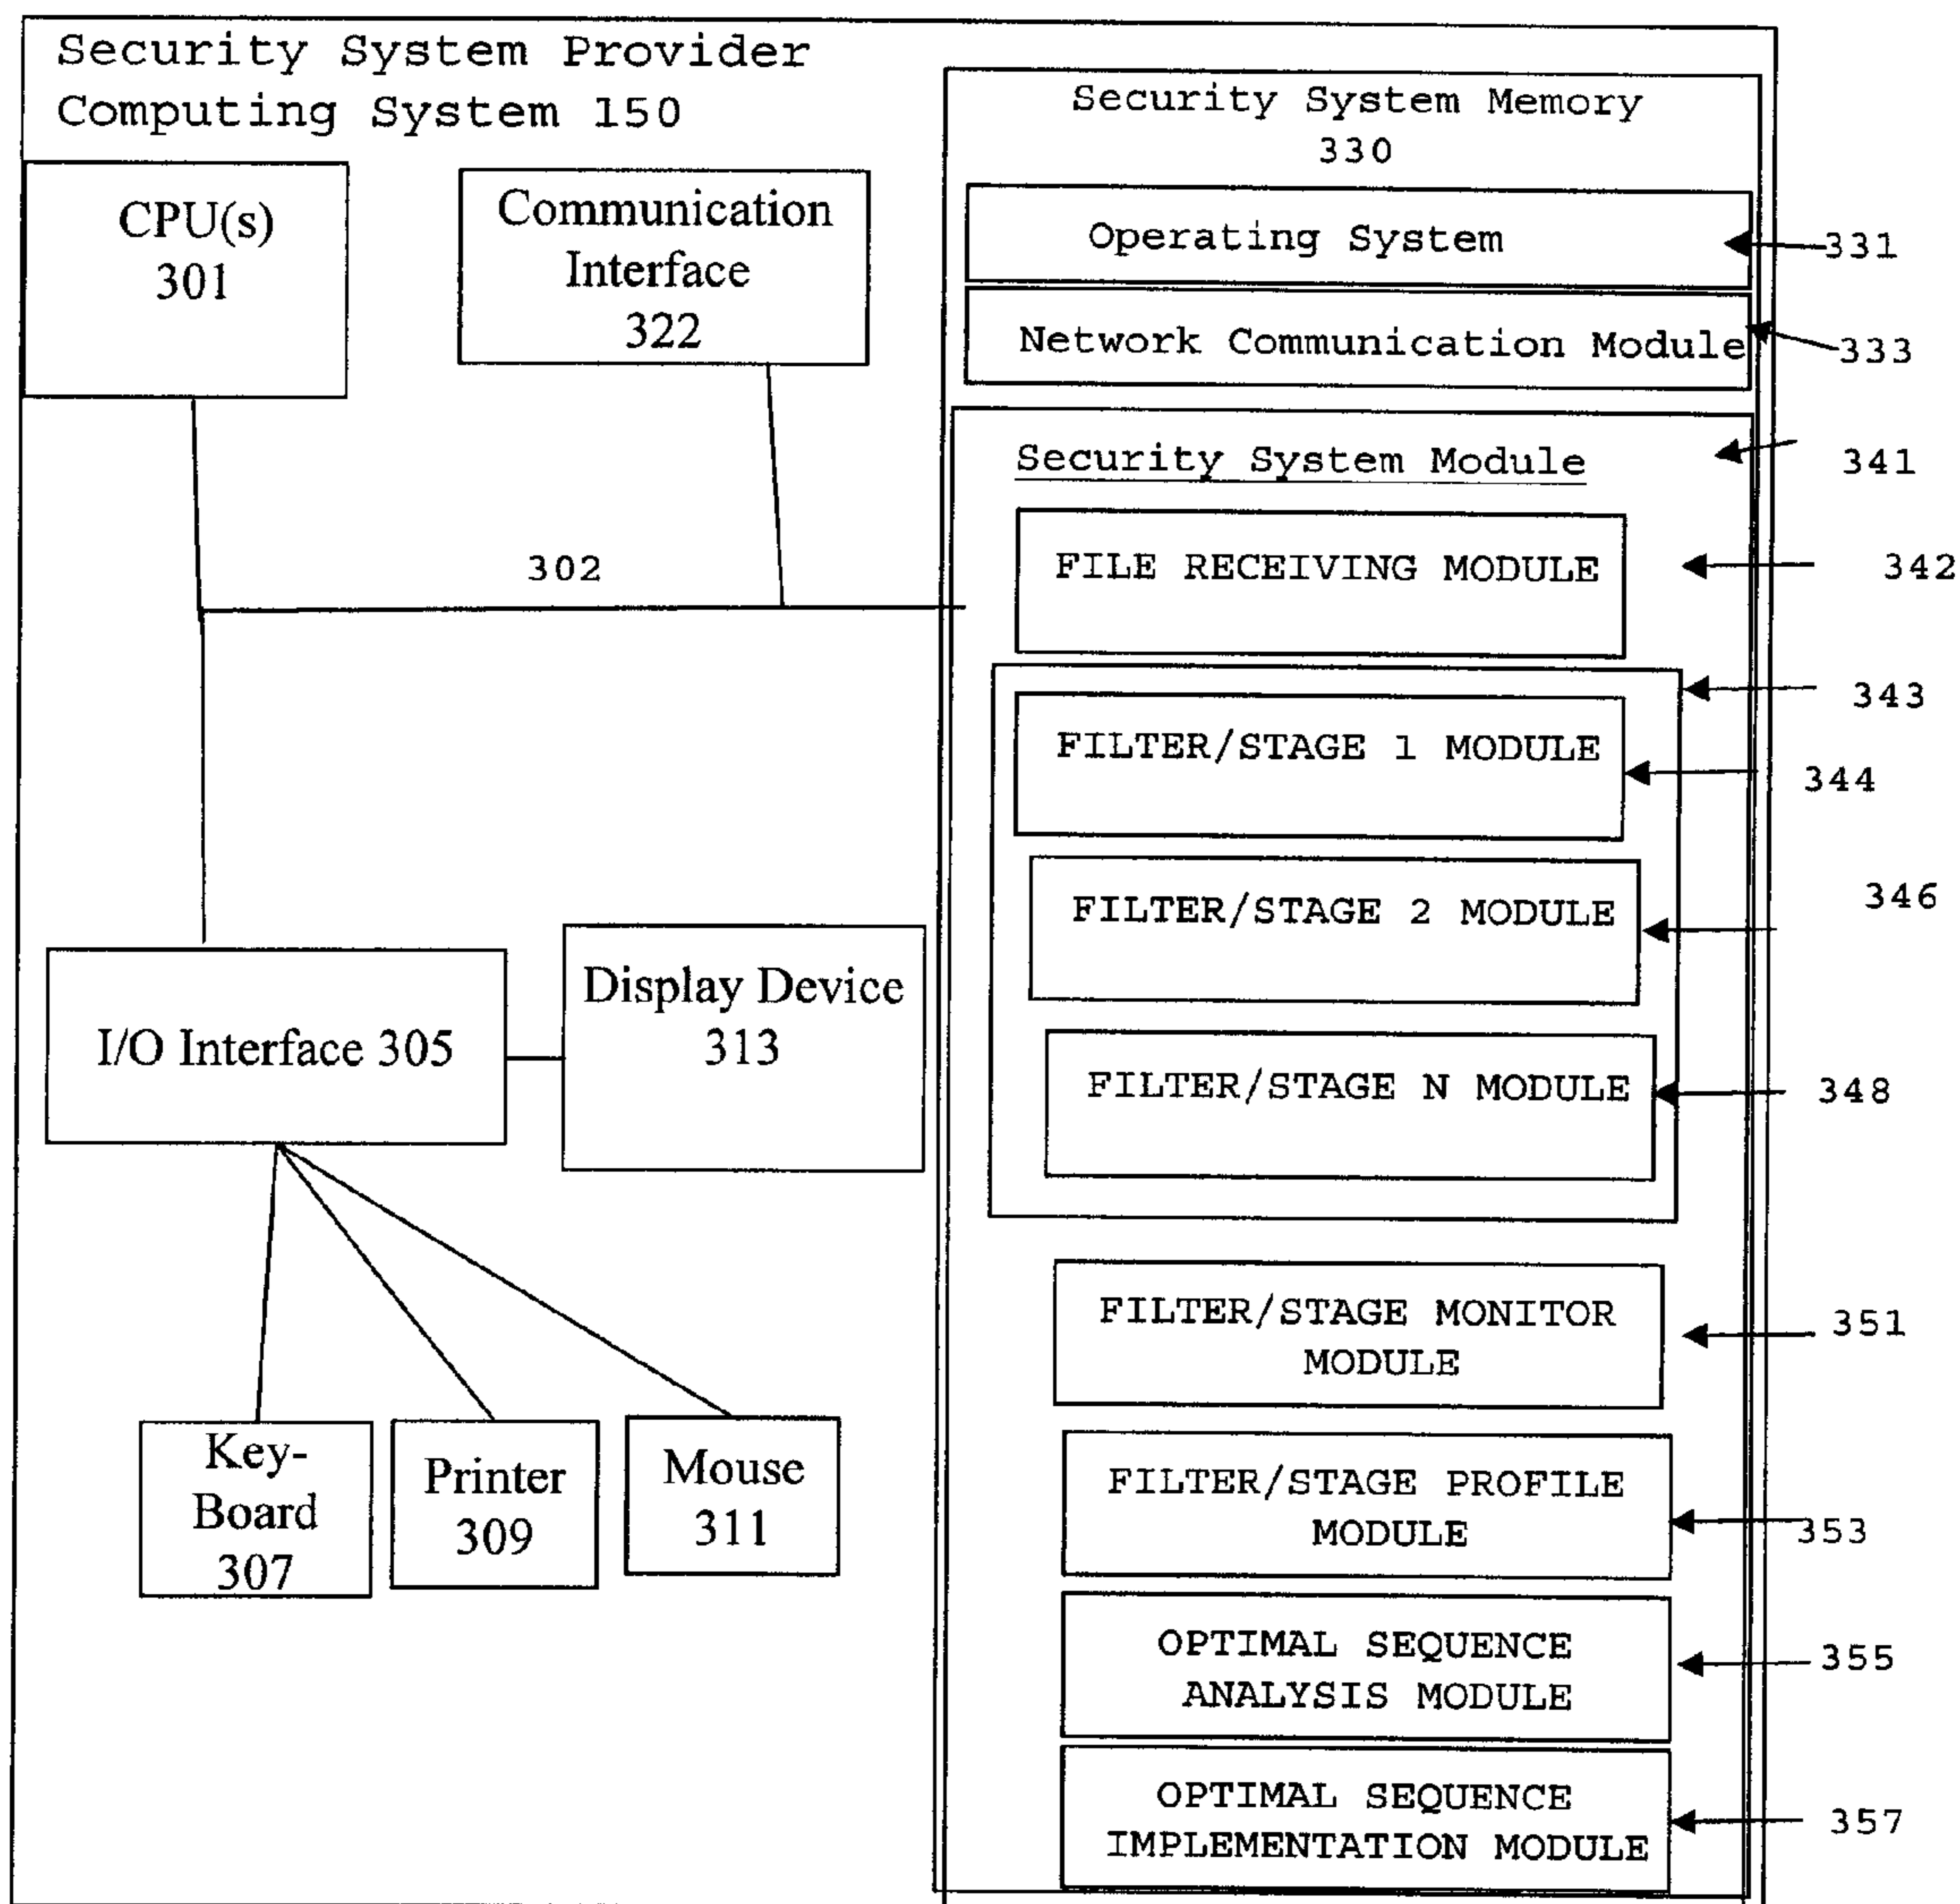 Security System Provider
Computing System 150
CPU(s)
301
Communication
Interface
322
302
I/O Interface 305
Display Device
313
Key-
Board
307
Printer
309
Mouse
311
Security System Memory
330
Operating System
331
Network Communication Module
333
Security System Module
341
FILE RECEIVING MODULE
342
343
FILTER/STAGE 1 MODULE
344
FILTER/STAGE 2 MODULE
346
FILTER/STAGE N MODULE
348
FILTER/STAGE MONITOR
MODULE
351
FILTER/STAGE PROFILE
MODULE
353
OPTIMAL SEQUENCE
ANALYSIS MODULE
355
OPTIMAL SEQUENCE
IMPLEMENTATION MODULE
357